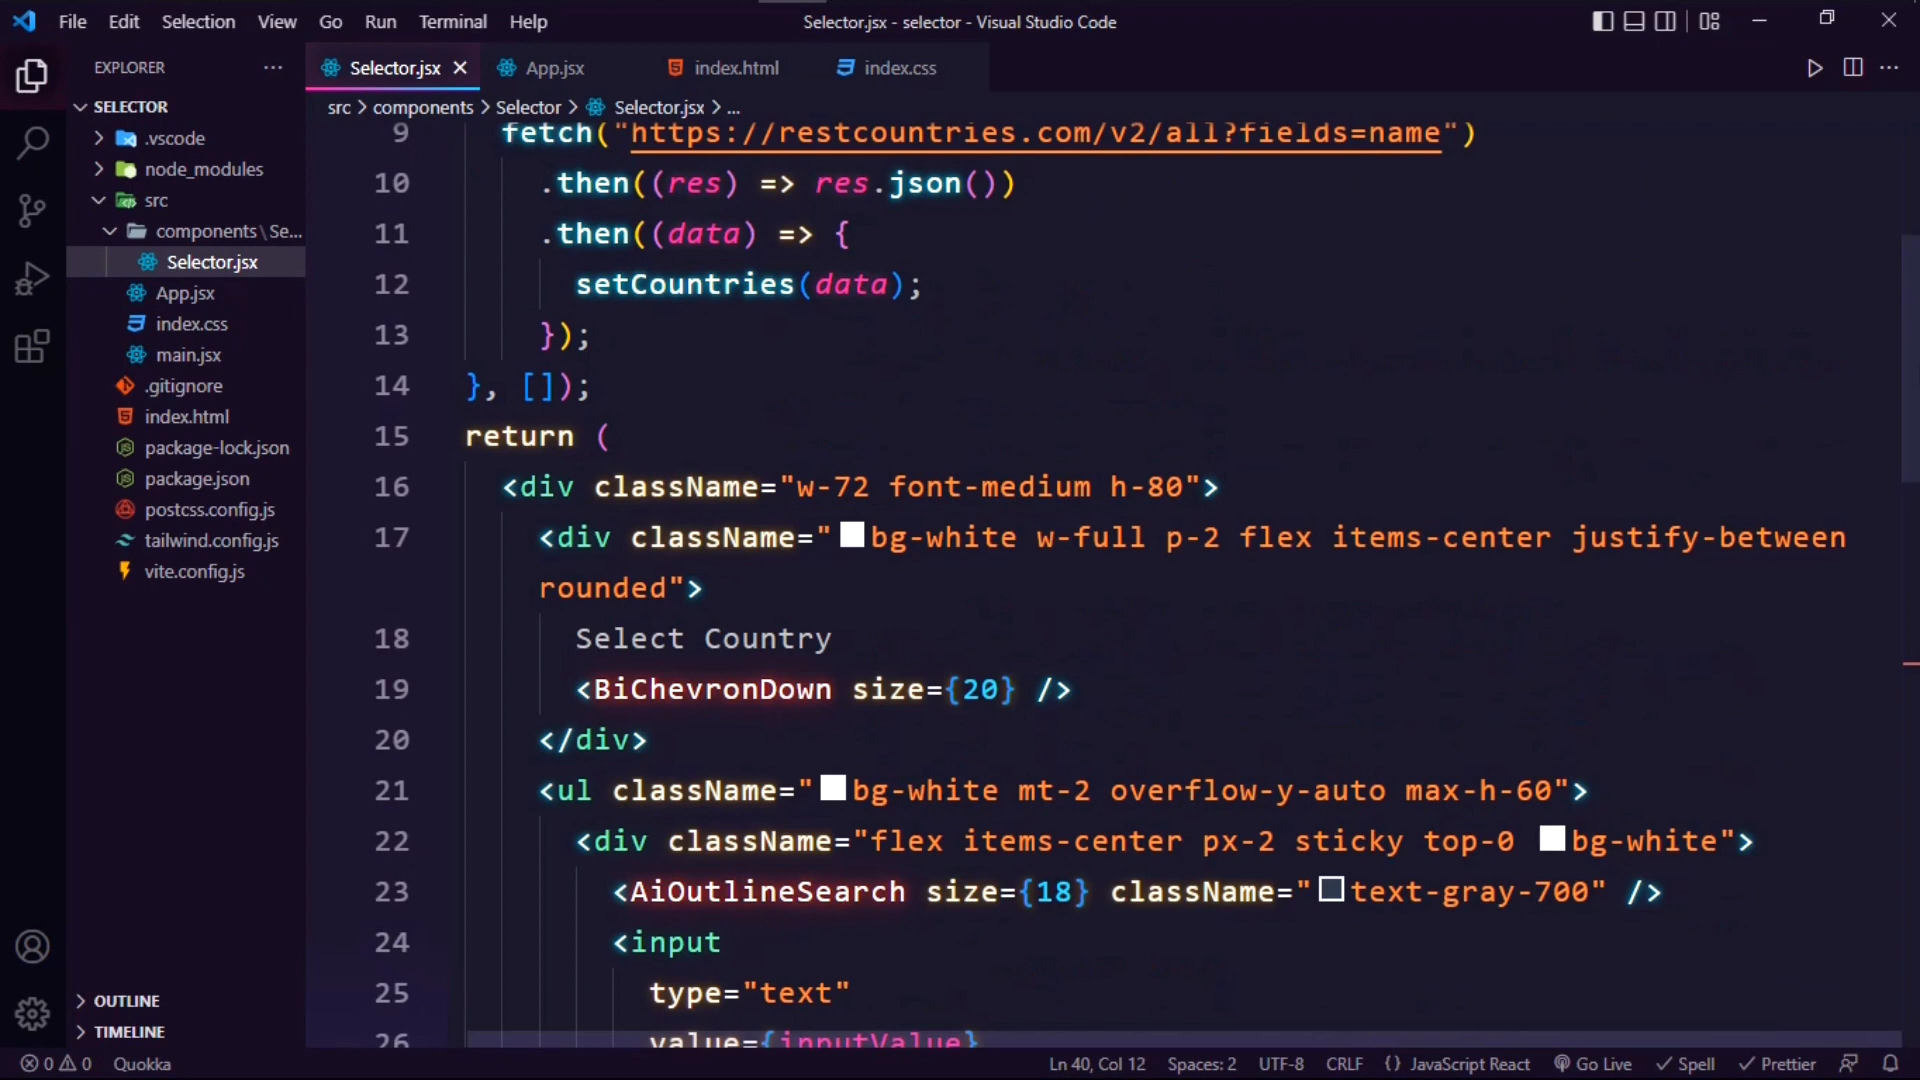 File Edit Selection View Go Run Terminal Help
Selector.jsx - selector - Visual Studio Code
EXPLORER
SELECTOR
.vscode
node_modules
src
components\Se...
Selector.jsx
App.jsx
index.css
main.jsx
.gitignore
index.html
package-lock.json
package.json
postcss.config.js
tailwind.config.js
vite.config.js
OUTLINE
TIMELINE
Selector.jsx App.jsx index.html index.css
src > components > Selector > Selector.jsx > ...
9 fetch("https://restcountries.com/v2/all?fields=name")
10 .then((res) => res.json())
11 .then((data) => {
12 setCountries(data);
13 });
14 }, []);
15 return (
16 <div className="w-72 font-medium h-80">
17 <div className="bg-white w-full p-2 flex items-center justify-between
rounded">
18 Select Country
19 <BiChevronDown size={20} />
20 </div>
21 <ul className="bg-white mt-2 overflow-y-auto max-h-60">
22 <div className="flex items-center px-2 sticky top-0 bg-white">
23 <AiOutlineSearch size={18} className="text-gray-700" />
24 <input
25 type="text"
26 value={inputValue}
0 0 Quokka
Ln 40, Col 12 Spaces: 2 UTF-8 CRLF {} JavaScript React Go Live Spell Prettier